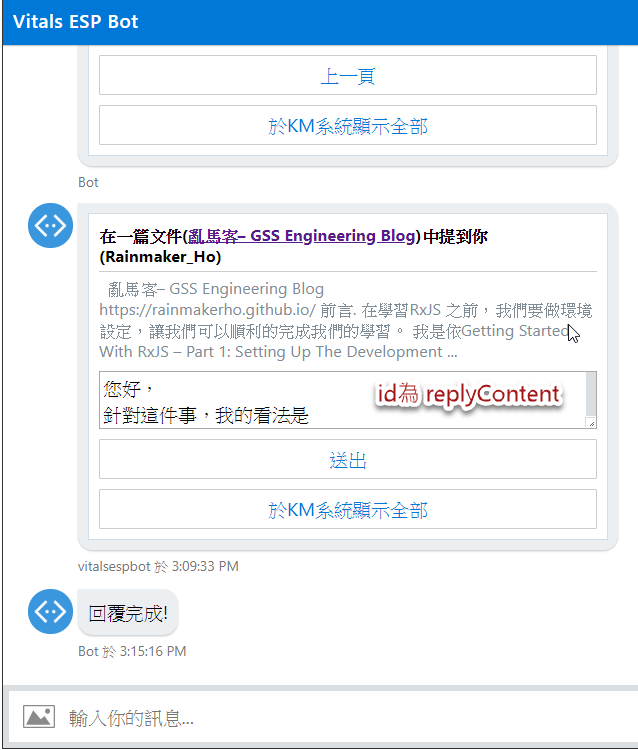 Vitals ESP Bot
上一頁
於KM系統顯示全部
Bot
在一篇文件(亂馬客– GSS Engineering Blog)中提到你
(Rainmaker_Ho)
亂馬客– GSS Engineering Blog
https://rainmakerho.github.io/ 前言. 在學習RxJS 之前，我們要做環境
設定，讓我們可以順利的完成我們的學習。 我是依Getting Started
With RxJS – Part 1: Setting Up The Development ...
您好，
針對這件事，我的看法是
id為 replyContent
送出
於KM系統顯示全部
vitalsespbot 於 3:09:33 PM
回覆完成!
Bot 於 3:15:16 PM
輸入你的訊息...